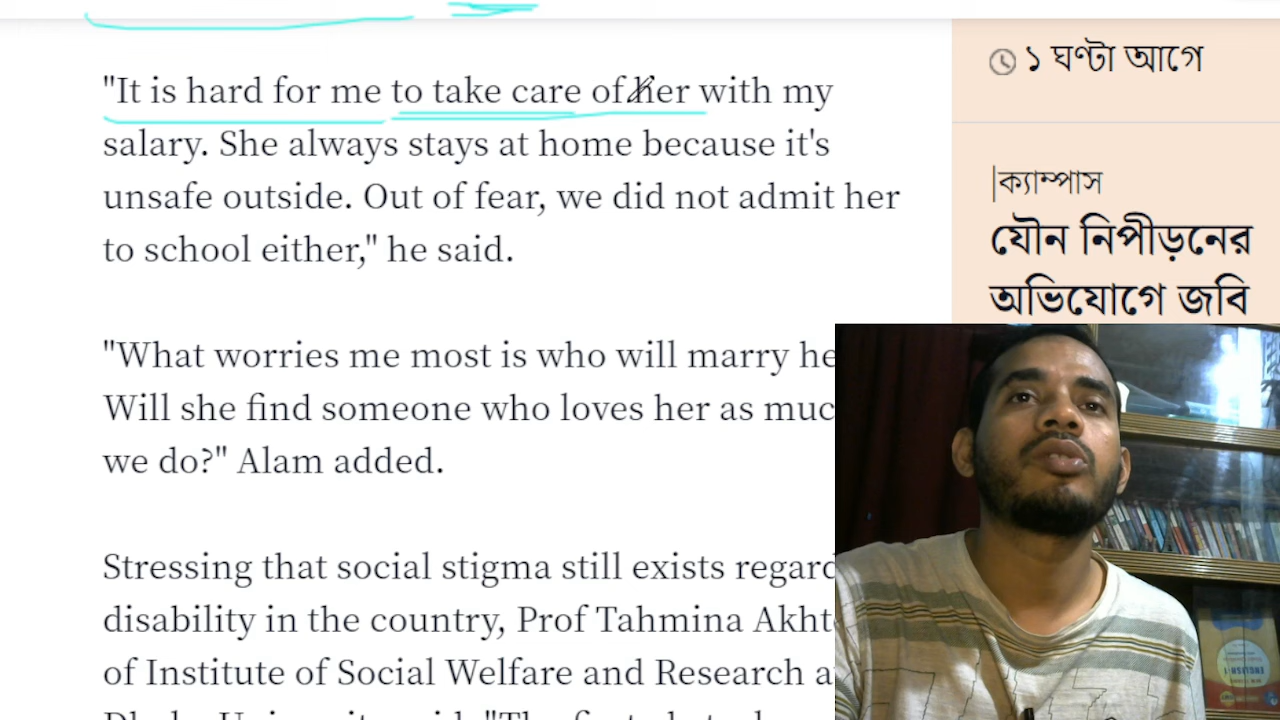 "It is hard for me to take care of her with my
salary. She always stays at home because it's
unsafe outside. Out of fear, we did not admit her
to school either," he said.
"What worries me most is who will marry
Will she find someone who loves her as
we do?" Alam added.
Stressing that social stigma still exists
disability in the country, Prof Tahmina
of Institute of Social Welfare and Research
১ ঘণ্টা আগে
|ক্যাম্পাস
যৌন নিপীড়নের
অভিযোগে জবি